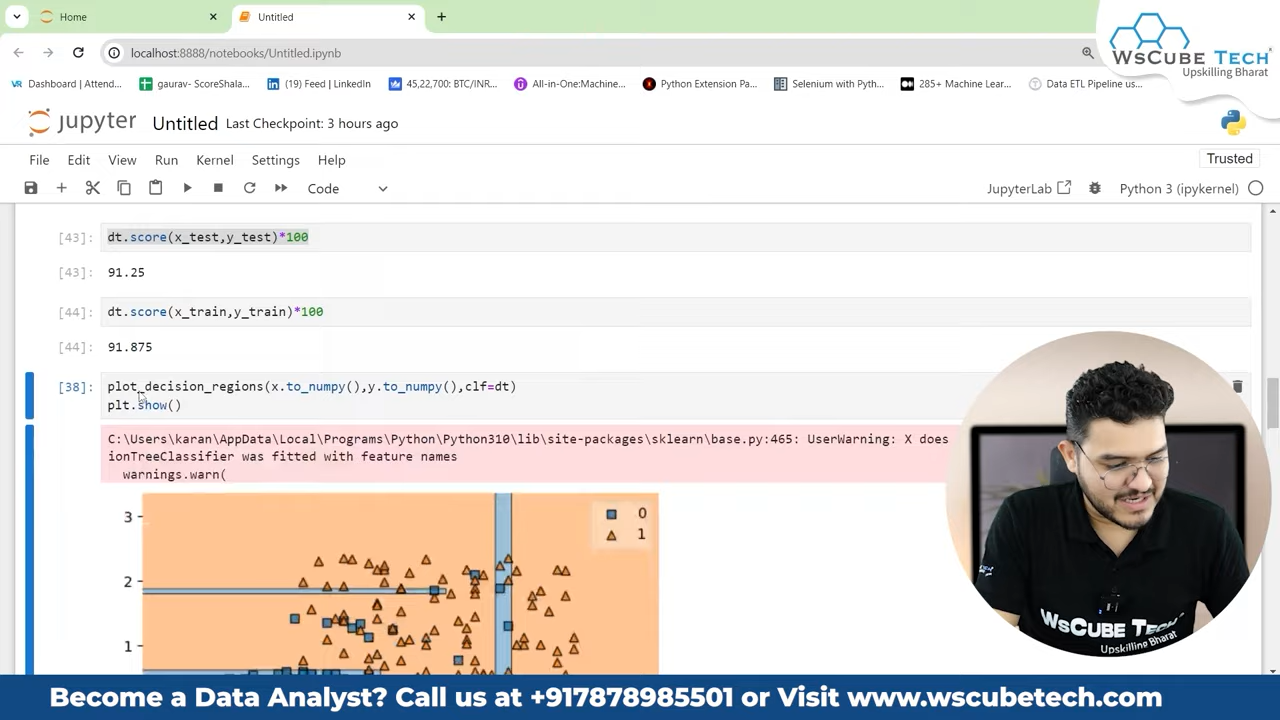 Home
Untitled
localhost:8888/notebooks/Untitled.ipynb
WsCube Tech
Upskilling Bharat
Dashboard | Attend...
gaurav- ScoreShala...
(19) Feed | LinkedIn
45,22,700: BTC/INR...
All-in-One:Machine...
Python Extension Pa...
Selenium with Pyth...
285+ Machine Lear...
Data ETL Pipeline us...
jupyter Untitled Last Checkpoint: 3 hours ago
File Edit View Run Kernel Settings Help
Trusted
Code
JupyterLab
Python 3 (ipykernel)
[43]: dt.score(x_test,y_test)*100
[43]: 91.25
[44]: dt.score(x_train,y_train)*100
[44]: 91.875
[38]: plot_decision_regions(x.to_numpy(),y.to_numpy(),clf=dt)
plt.show()
C:\Users\karan\AppData\Local\Programs\Python\Python310\lib\site-packages\sklearn\base.py:465: UserWarning: X does
ionTreeClassifier was fitted with feature names
warnings.warn(
3
2
1
0
1
WsCube Tech
Upskilling Bharat
Become a Data Analyst? Call us at +917878985501 or Visit www.wscubetech.com